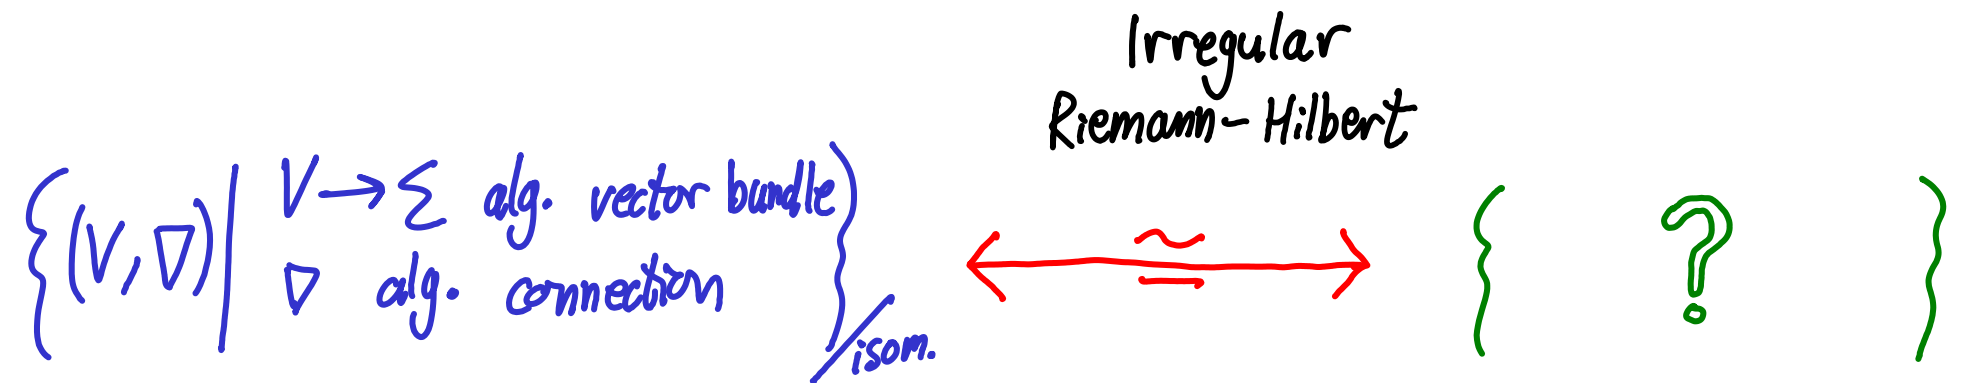 Irregular
Riemann-Hilbert
{(V, ∇) | V → Σ alg. vector bundle
∇ alg. connection}/isom.
≅
{ ? }